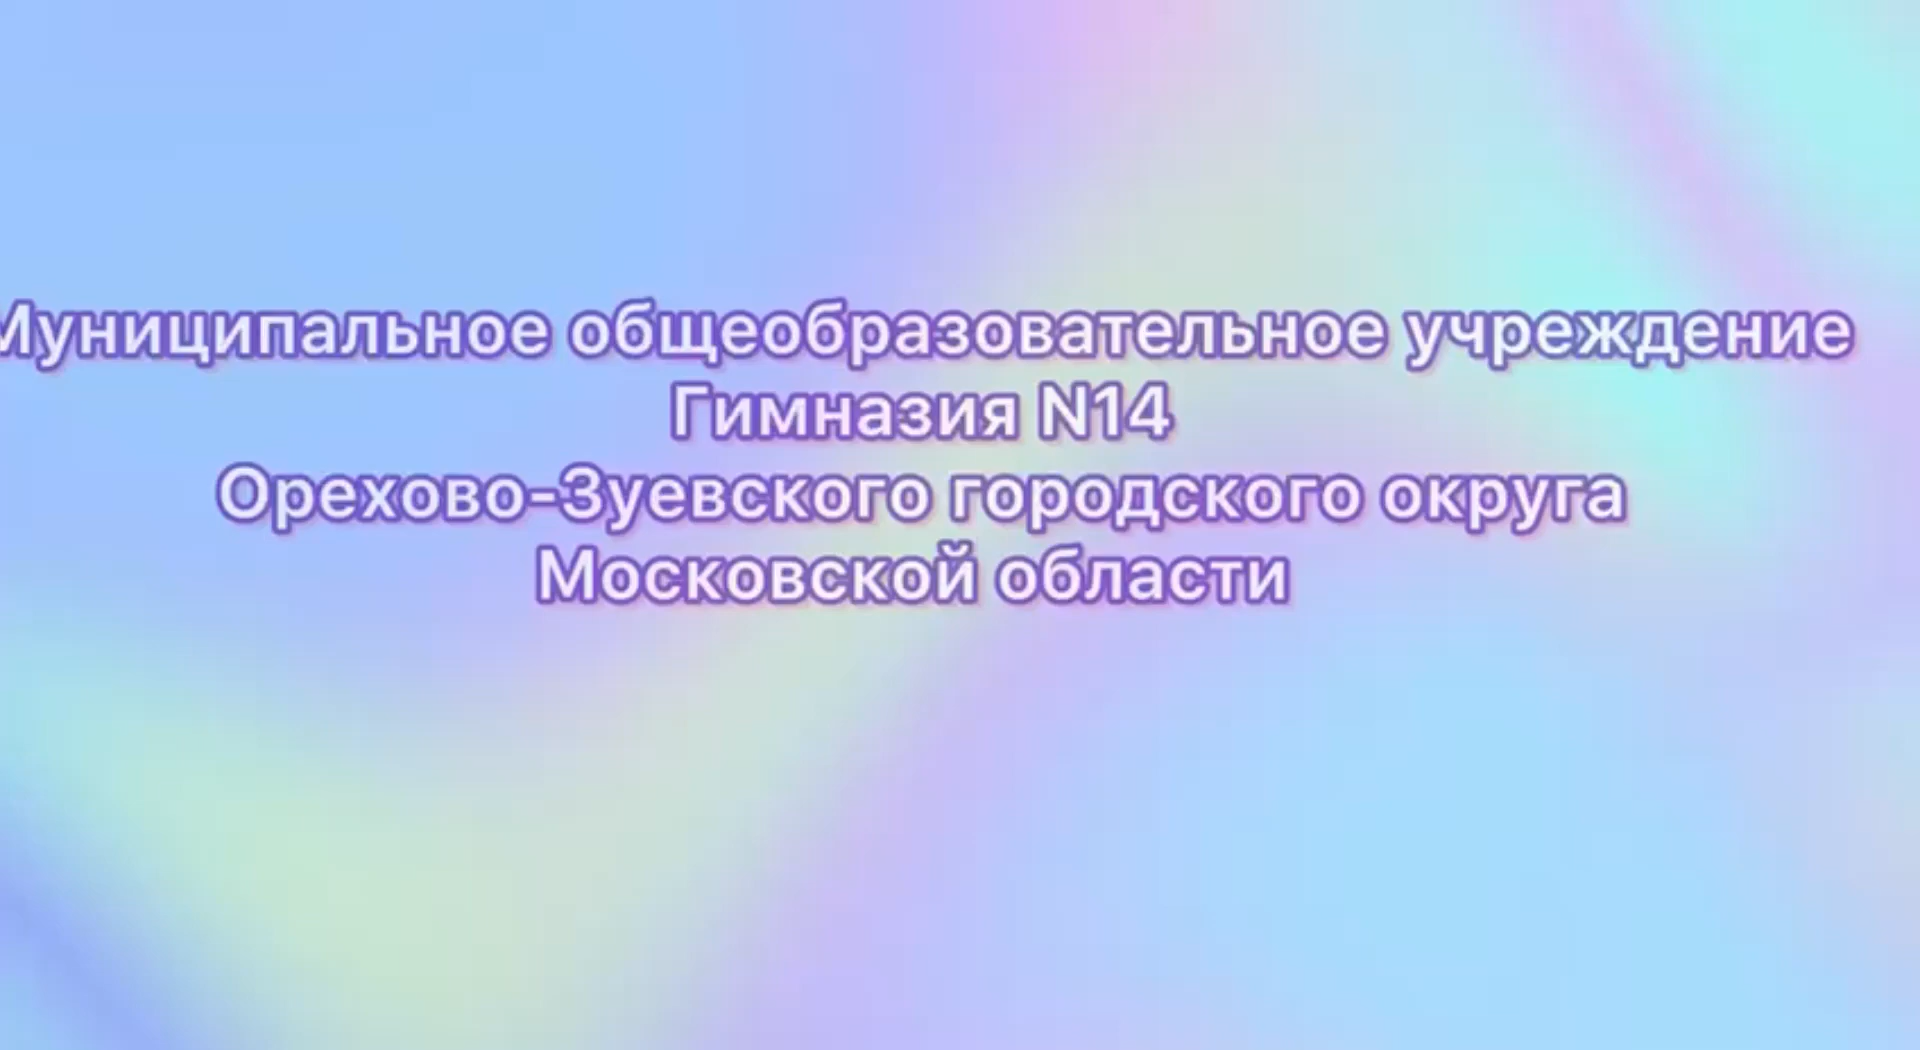 Муниципальное общеобразовательное учреждение
Гимназия N14
Орехово-Зуевского городского округа
Московской области